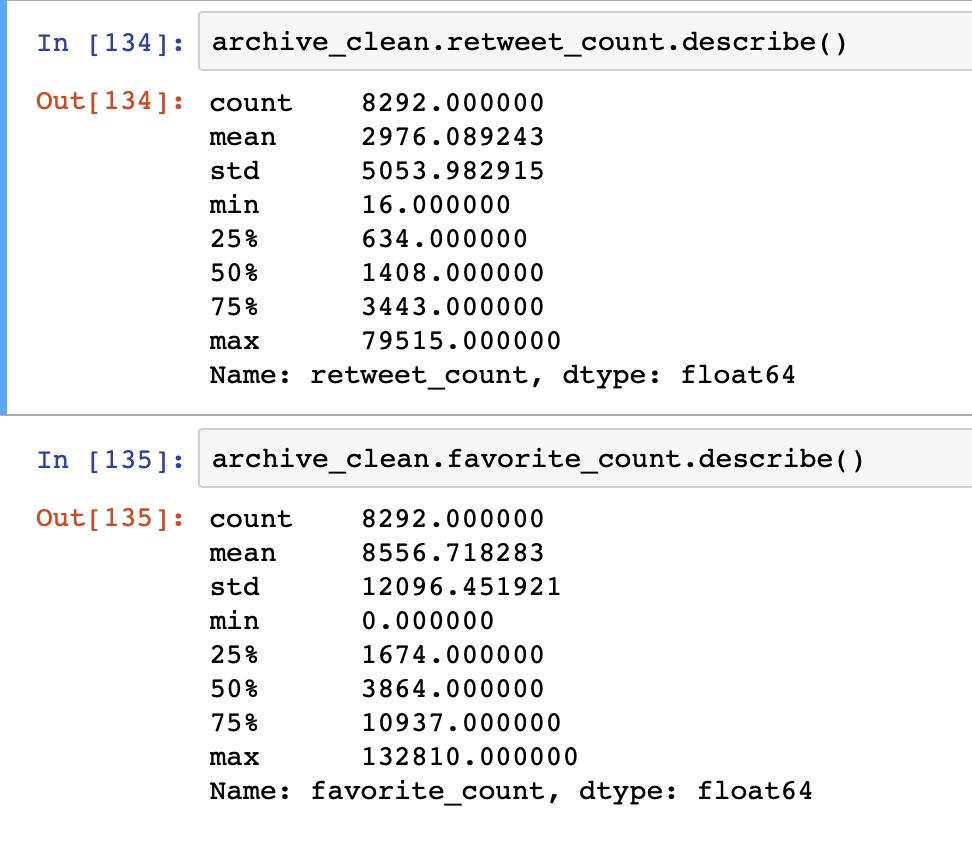 In [134]: archive_clean.retweet_count.describe()
Out[134]: count    8292.000000
mean     2976.089243
std      5053.982915
min      16.000000
25%      634.000000
50%      1408.000000
75%      3443.000000
max      79515.000000
Name: retweet_count, dtype: float64
In [135]: archive_clean.favorite_count.describe()
Out[135]: count    8292.000000
mean     8556.718283
std      12096.451921
min      0.000000
25%      1674.000000
50%      3864.000000
75%      10937.000000
max      132810.000000
Name: favorite_count, dtype: float64